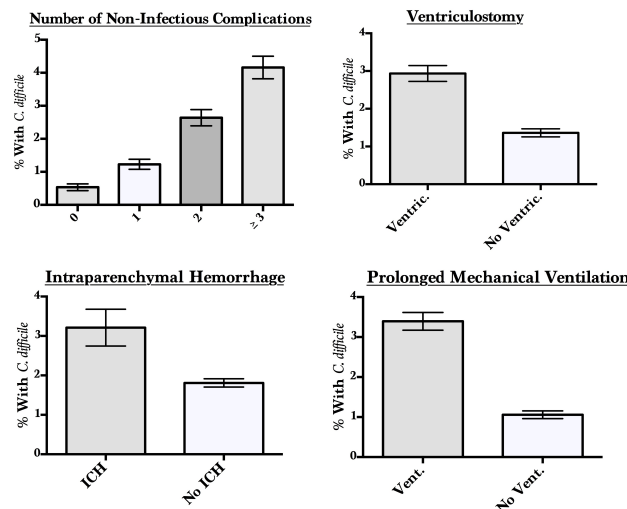 Number of Non-Infectious Complications
% With C. difficile
5
4
3
2
1
0
0
1
2
≥ 3
Ventriculostomy
% With C. difficile
4
3
2
1
0
Ventric.
No Ventric.
Intraparenchymal Hemorrhage
% With C. difficile
4
3
2
1
0
ICH
No ICH
Prolonged Mechanical Ventilation
% With C. difficile
4
3
2
1
0
Vent.
No Vent.